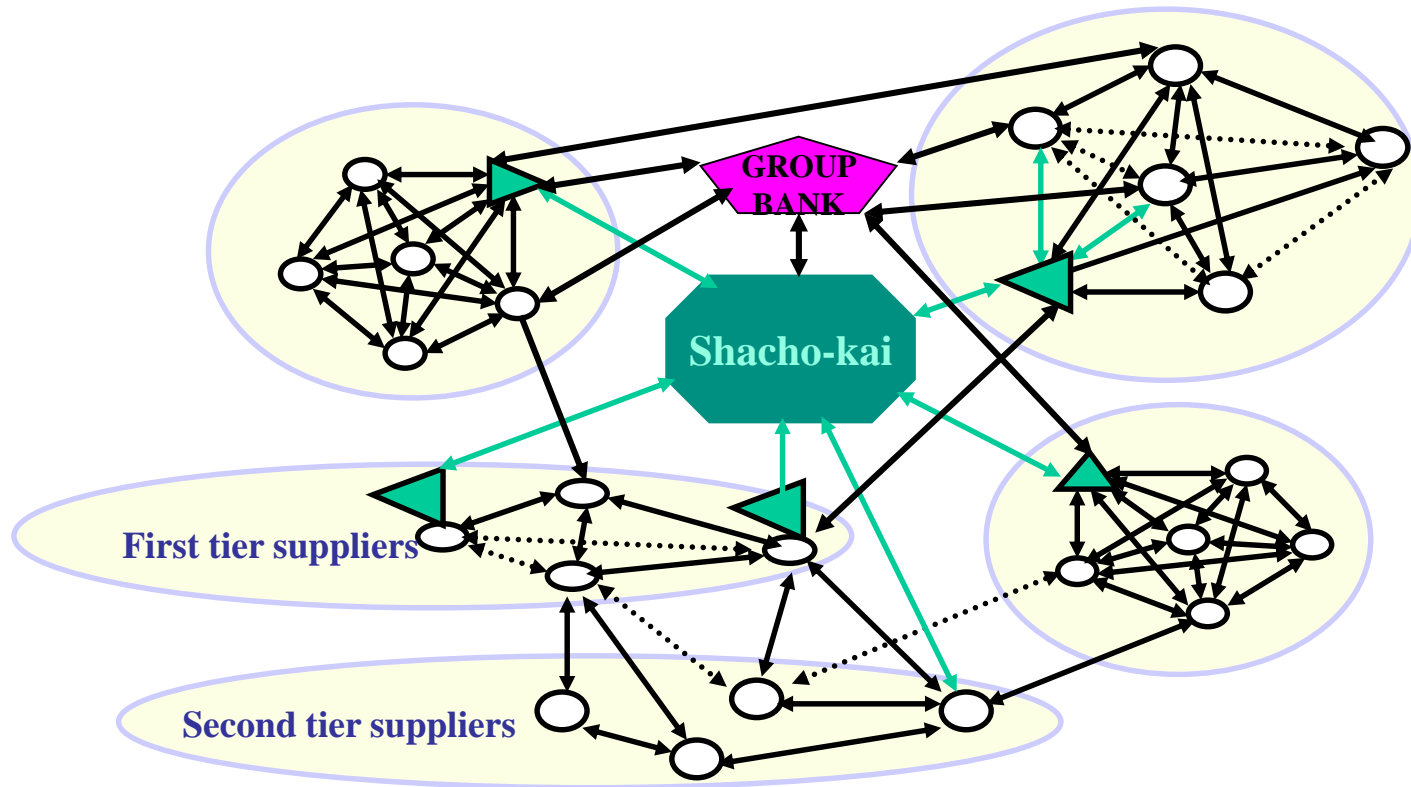 GROUP
BANK
Shacho-kai
First tier suppliers
Second tier suppliers